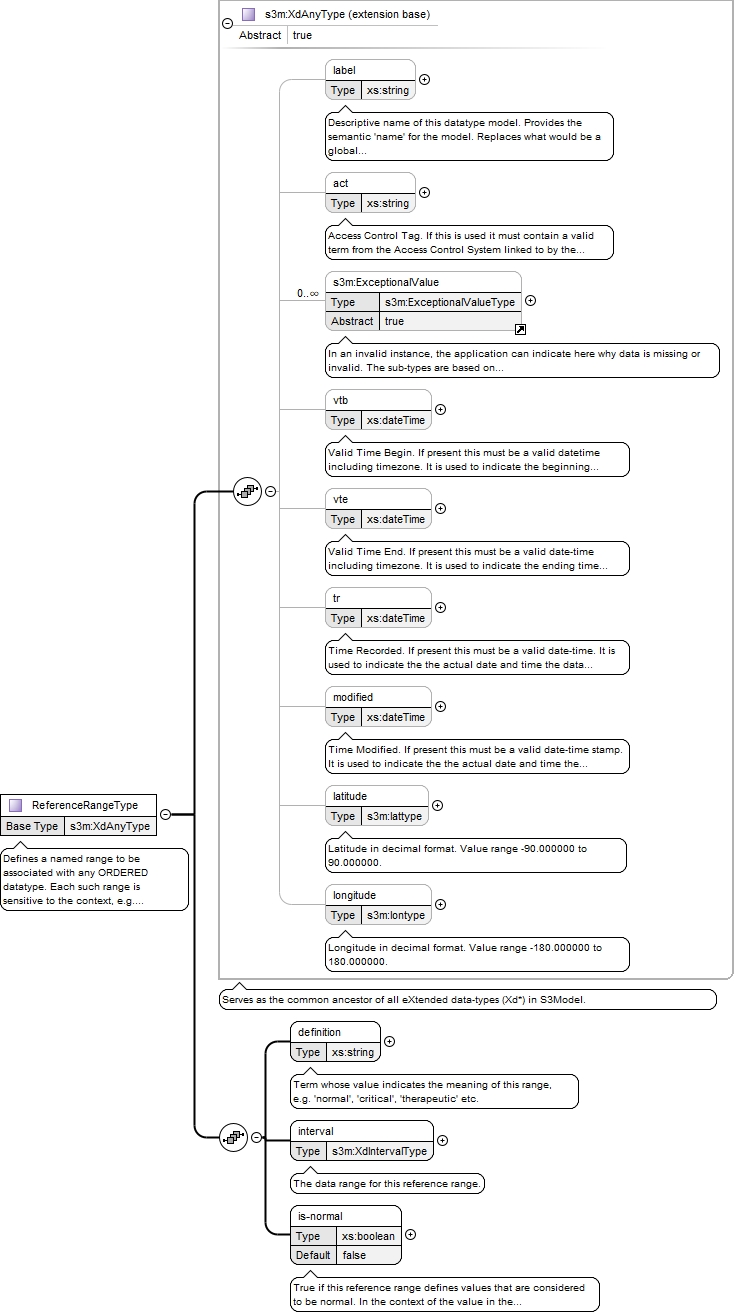 s3m:XdAnyType (extension base)
Abstract true
label
Type xs:string
Descriptive name of this datatype model. Provides the
semantic 'name' for the model. Replaces what would be a
global...
act
Type xs:string
Access Control Tag. If this is used it must contain a valid
term from the Access Control System linked to by the...
0..∞
s3m:ExceptionalValue
Type s3m:ExceptionalValueType
Abstract true
In an invalid instance, the application can indicate here why data is missing or
invalid. The sub-types are based on...
vtb
Type xs:dateTime
Valid Time Begin. If present this must be a valid datetime
including timezone. It is used to indicate the beginning...
vte
Type xs:dateTime
Valid Time End. If present this must be a valid date-time
including timezone. It is used to indicate the ending time...
tr
Type xs:dateTime
Time Recorded. If present this must be a valid date-time. It is
used to indicate the the actual date and time the data...
modified
Type xs:dateTime
Time Modified. If present this must be a valid date-time stamp.
It is used to indicate the the actual date and time the...
latitude
Type s3m:lattype
Latitude in decimal format. Value range -90.000000 to
90.000000.
longitude
Type s3m:lontype
Longitude in decimal format. Value range -180.000000 to
180.000000.
Serves as the common ancestor of all eXtended data-types (Xd*) in S3Model.
ReferenceRangeType
Base Type s3m:XdAnyType
Defines a named range to be
associated with any ORDERED
datatype. Each such range is
sensitive to the context, e.g....
definition
Type xs:string
Term whose value indicates the meaning of this range,
e.g. 'normal', 'critical', 'therapeutic' etc.
interval
Type s3m:XdIntervalType
The data range for this reference range.
is-normal
Type xs:boolean
Default false
True if this reference range defines values that are considered
to be normal. In the context of the value in the...